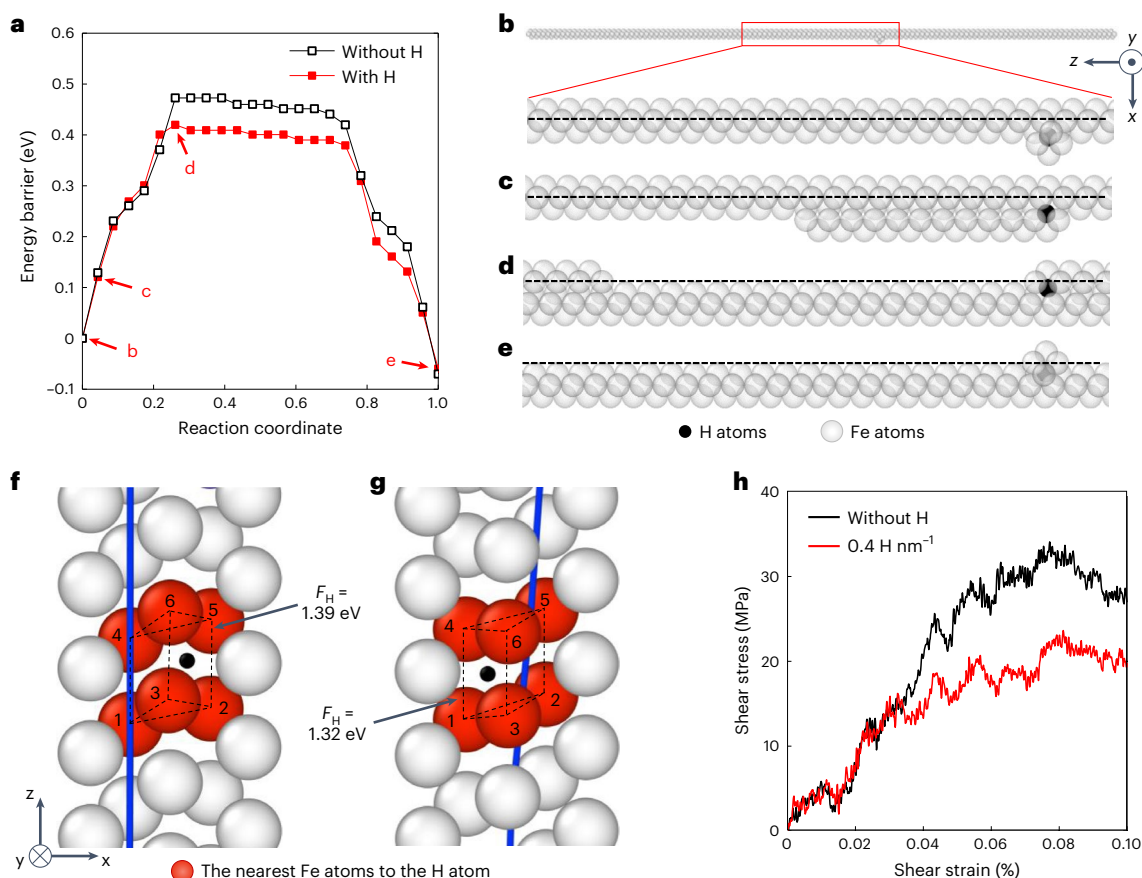 a
0.6
0.5
0.4
0.3
0.2
0.1
0
−0.1
Energy barrier (eV)
Without H
With H
d
c
b
e
0 0.2 0.4 0.6 0.8 1.0
Reaction coordinate
b
y
z
x
c
d
e
H atoms Fe atoms
f
6
5
4
3
2
1
F_H =
1.39 eV
z
y x
g
5
4
6
1
2
3
F_H =
1.32 eV
The nearest Fe atoms to the H atom
h
40
30
20
10
0
Shear stress (MPa)
Without H
0.4 H nm⁻¹
0 0.02 0.04 0.06 0.08 0.10
Shear strain (%)